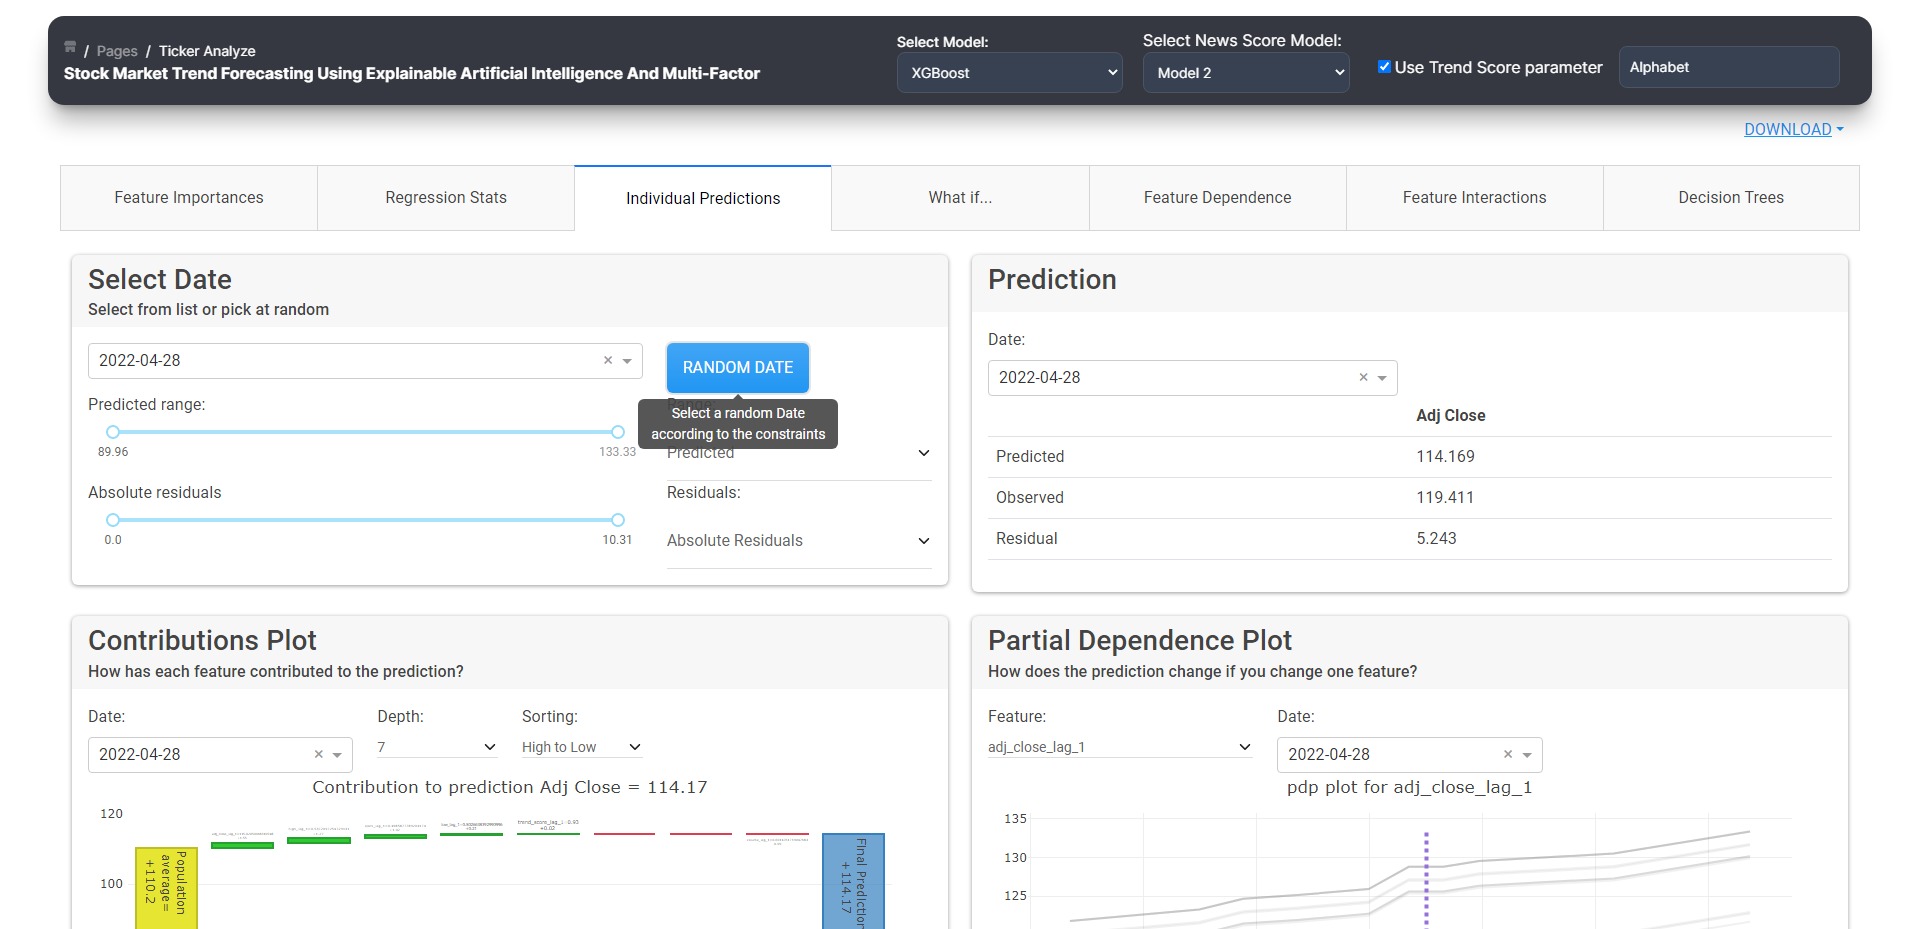 / Pages / Ticker Analyze
Stock Market Trend Forecasting Using Explainable Artificial Intelligence And Multi-Factor
Select Model:
XGBoost
Select News Score Model:
Model 2
Use Trend Score parameter
Alphabet
DOWNLOAD
Feature Importances
Regression Stats
Individual Predictions
What if...
Feature Dependence
Feature Interactions
Decision Trees
Select Date
Select from list or pick at random
2022-04-28
×
RANDOM DATE
Select a random Date
according to the constraints
Predicted range:
89.96
133.33
Predicted
Absolute residuals
0.0
10.31
Residuals:
Absolute Residuals
Prediction
Date:
2022-04-28
×
Adj Close
Predicted 114.169
Observed 119.411
Residual 5.243
Contributions Plot
How has each feature contributed to the prediction?
Date:
2022-04-28
×
Depth:
7
Sorting:
High to Low
Contribution to prediction Adj Close = 114.17
120
100
Population
average=
+110.2
trend_score_lag_1=0.93
+0.02
Final Prediction
+114.17
Partial Dependence Plot
How does the prediction change if you change one feature?
Feature:
adj_close_lag_1
Date:
2022-04-28
×
pdp plot for adj_close_lag_1
135
130
125